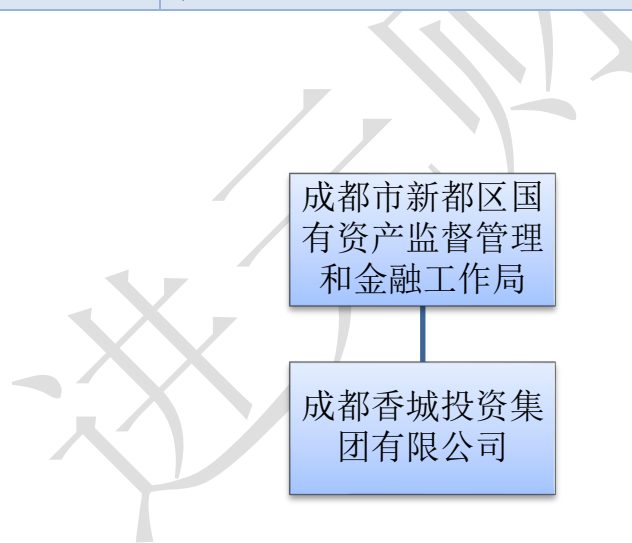 成都市新都区国
有资产监督管理
和金融工作局
成都香城投资集
团有限公司